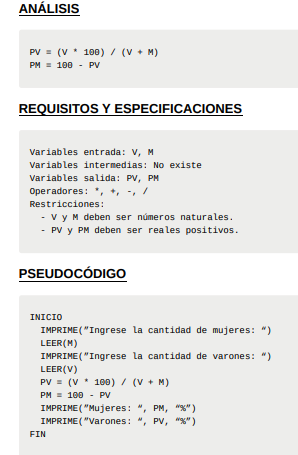 ANÁLISIS
PV = (V * 100) / (V + M)
PM = 100 - PV
REQUISITOS Y ESPECIFICACIONES
Variables entrada: V, M
Variables intermedias: No existe
Variables salida: PV, PM
Operadores: *, +, -, /
Restricciones:
- V y M deben ser números naturales.
- PV y PM deben ser reales positivos.
PSEUDOCÓDIGO
INICIO
IMPRIME(“Ingrese la cantidad de mujeres: “)
LEER(M)
IMPRIME(“Ingrese la cantidad de varones: “)
LEER(V)
PV = (V * 100) / (V + M)
PM = 100 - PV
IMPRIME(“Mujeres: “, PM, “%”)
IMPRIME(“Varones: “, PV, “%”)
FIN